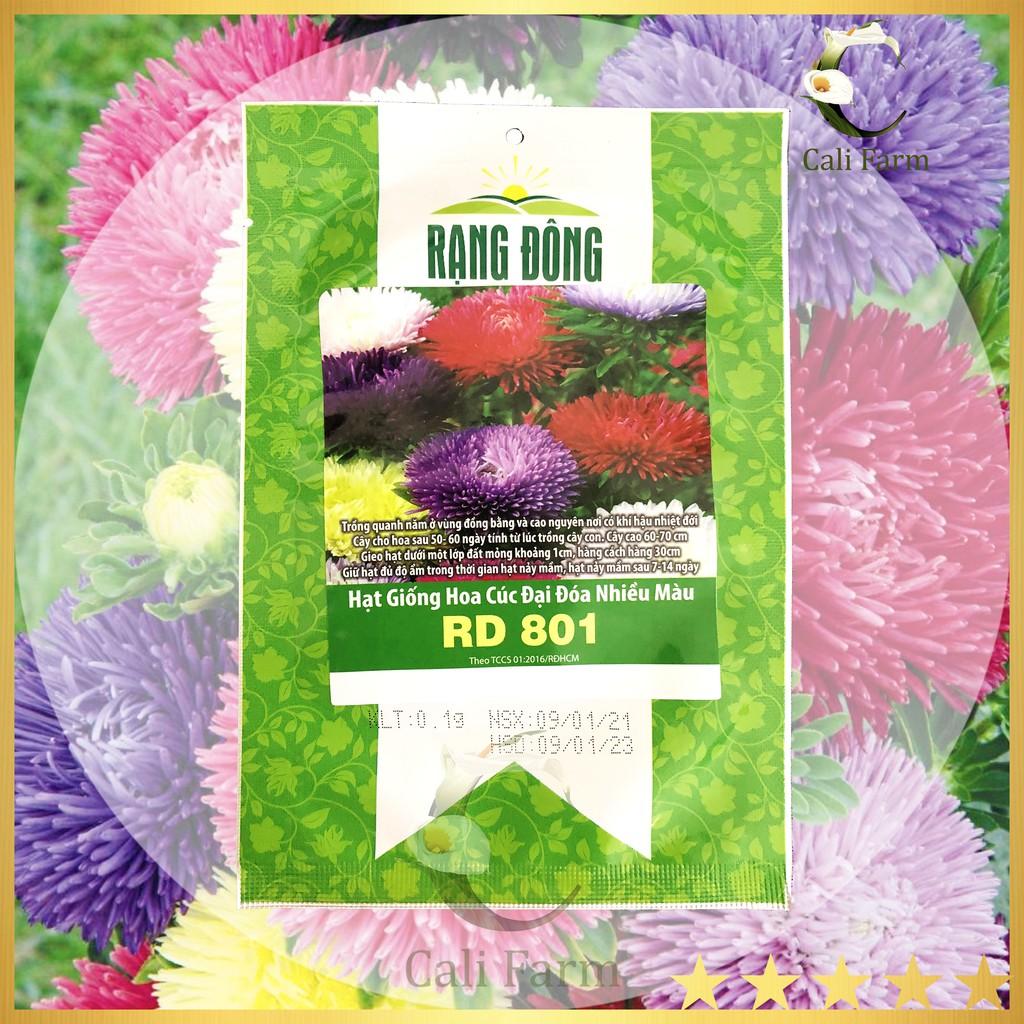 Cali Farm
RẠNG ĐÔNG
Trồng quanh năm ở vùng đồng bằng và cao nguyên nơi có khí hậu nhiệt đới
Cây cho hoa sau 50- 60 ngày tính từ lúc trồng cây con. Cây cao 60-70 cm
Gieo hạt dưới một lớp đất mỏng khoảng 1cm, hàng cách hàng 30cm
Giữ hạt đủ độ ẩm trong thời gian hạt nảy mầm, hạt nảy mầm sau 7-14 ngày
Hạt Giống Hoa Cúc Đại Đóa Nhiều Màu
RD 801
Theo TCCS 01:2016/RĐHCM
KLT:0.1g NSX:09/01/21
HSD:09/01/23
Cali Farm